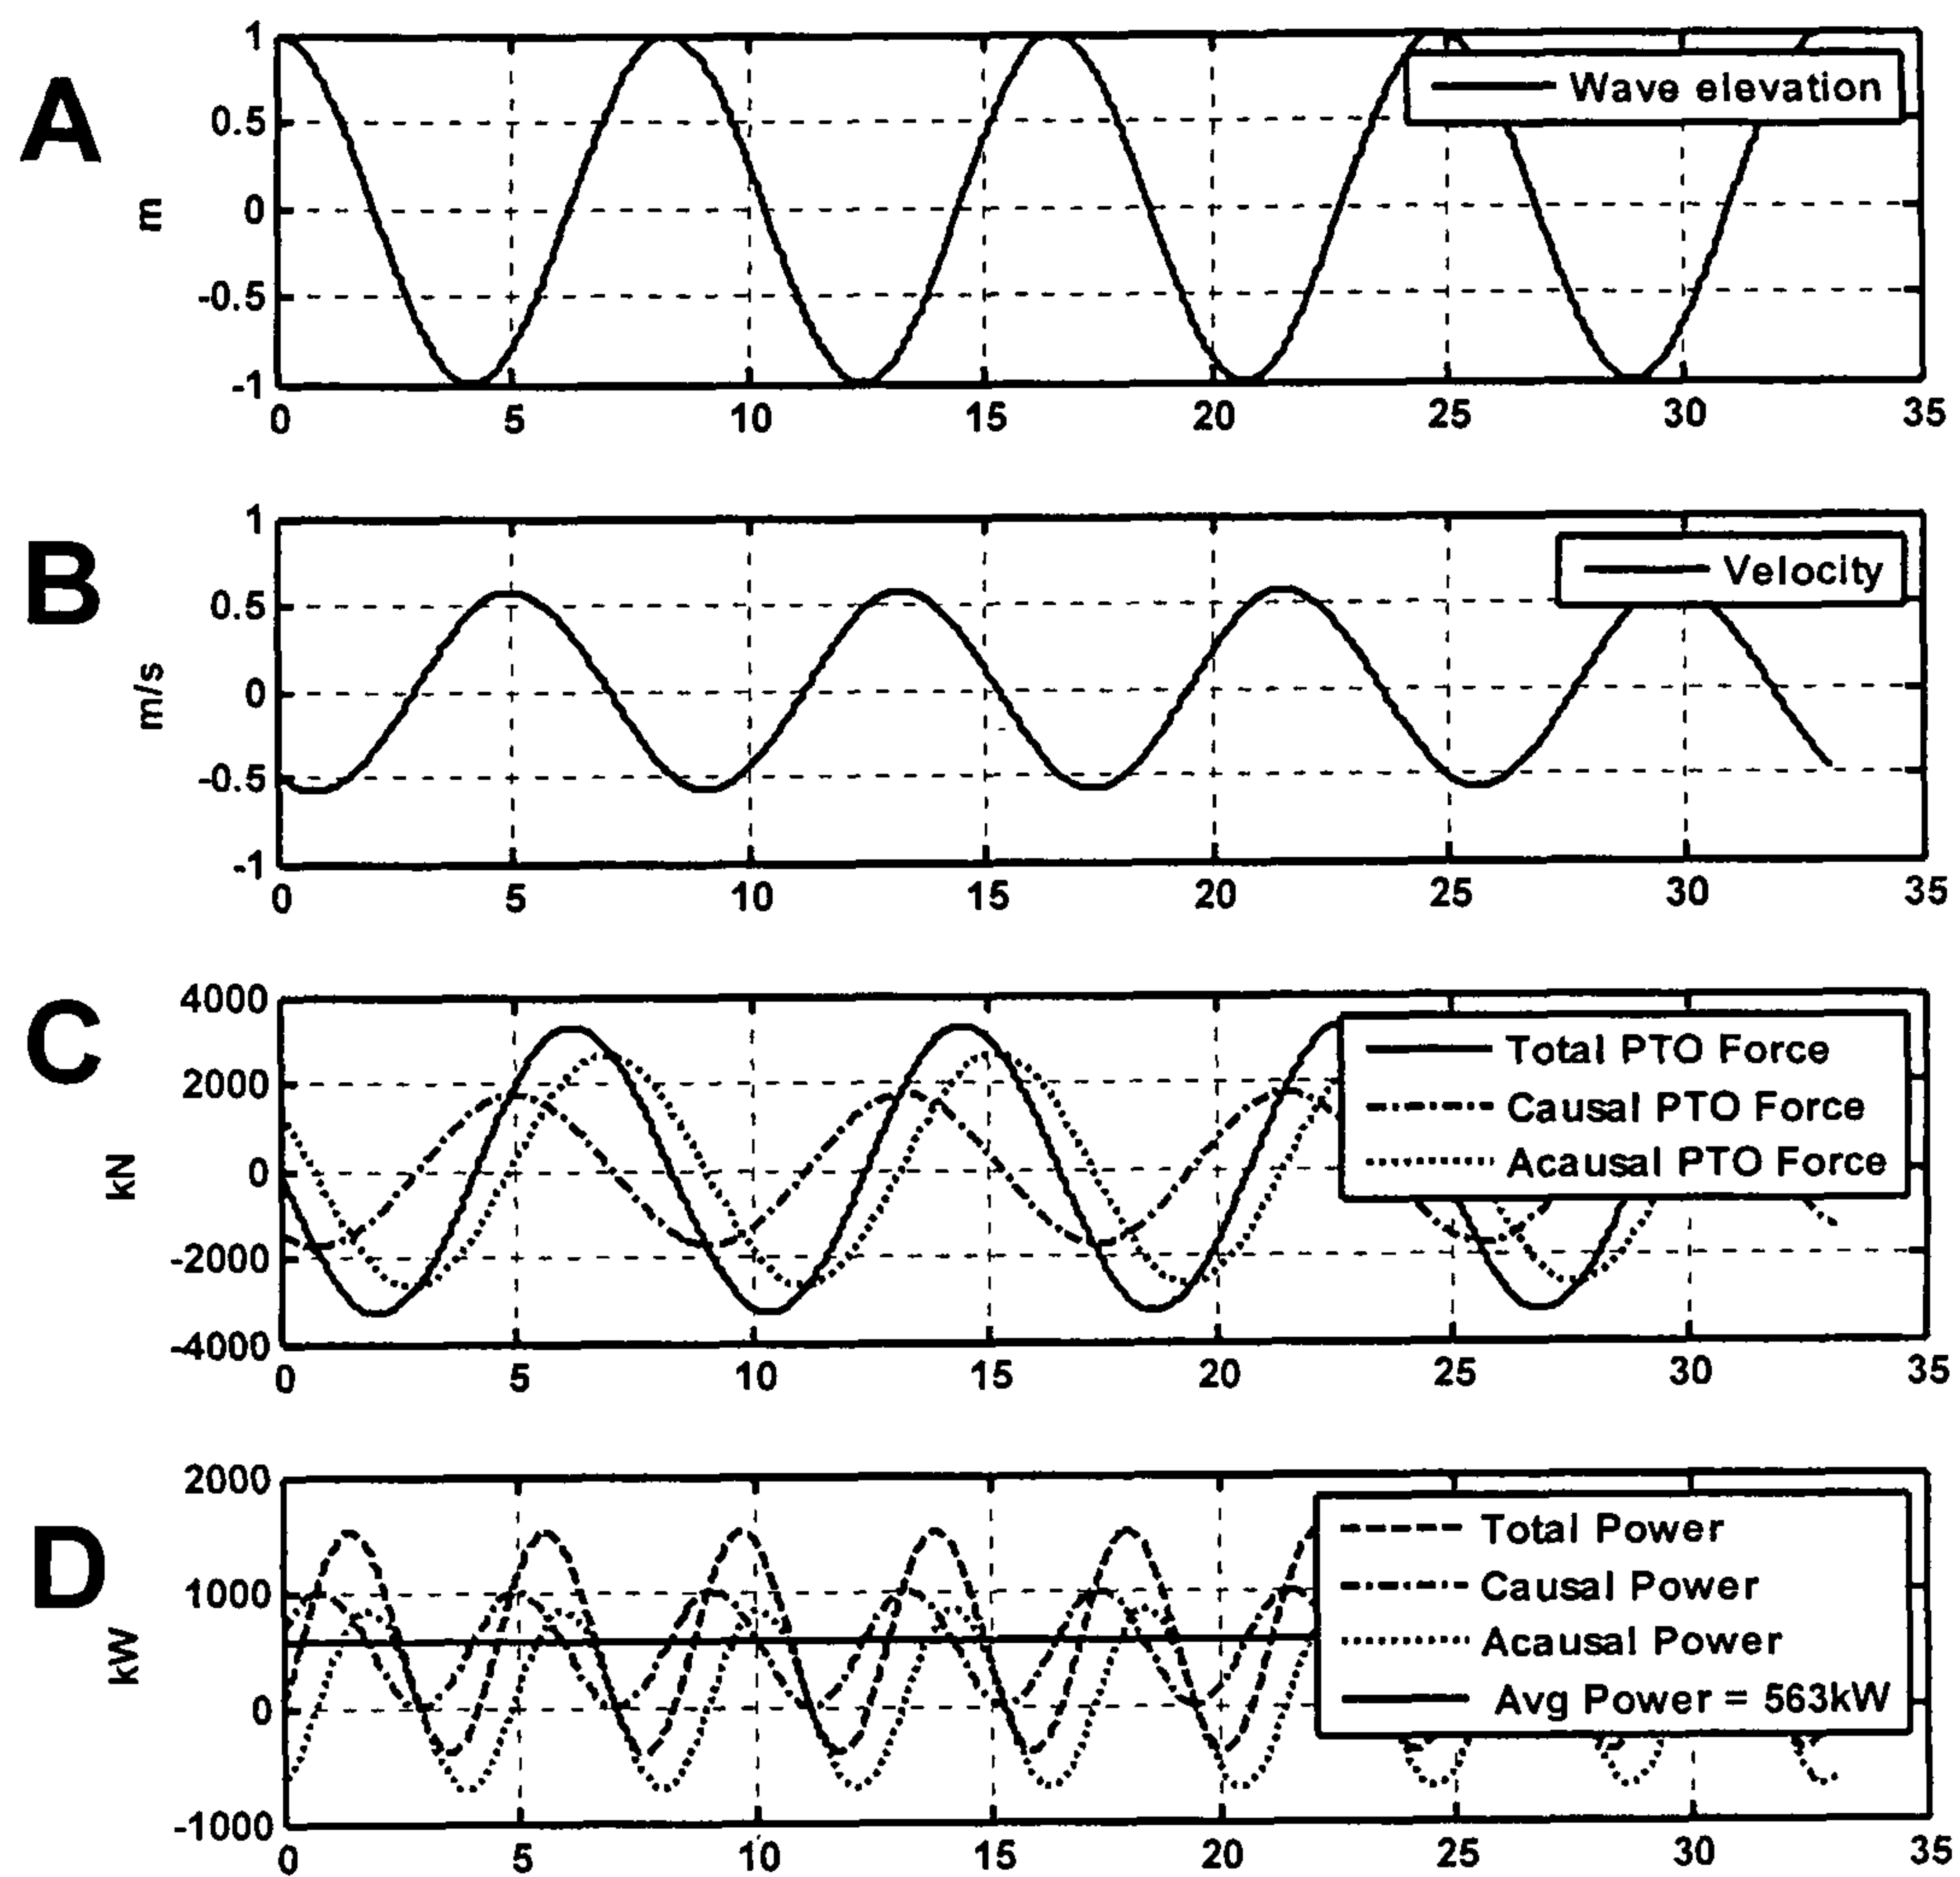 A
1
0.5
0
-0.5
-1
m
Wave elevation
0 5 10 15 20 25 30 35
B
1
0.5
0
-0.5
-1
m/s
Velocity
0 5 10 15 20 25 30 35
C
4000
2000
0
-2000
-4000
kN
Total PTO Force
Causal PTO Force
Acausal PTO Force
0 5 10 15 20 25 30 35
D
2000
1000
0
-1000
kW
Total Power
Causal Power
Acausal Power
Avg Power = 563kW
0 5 10 15 20 25 30 35